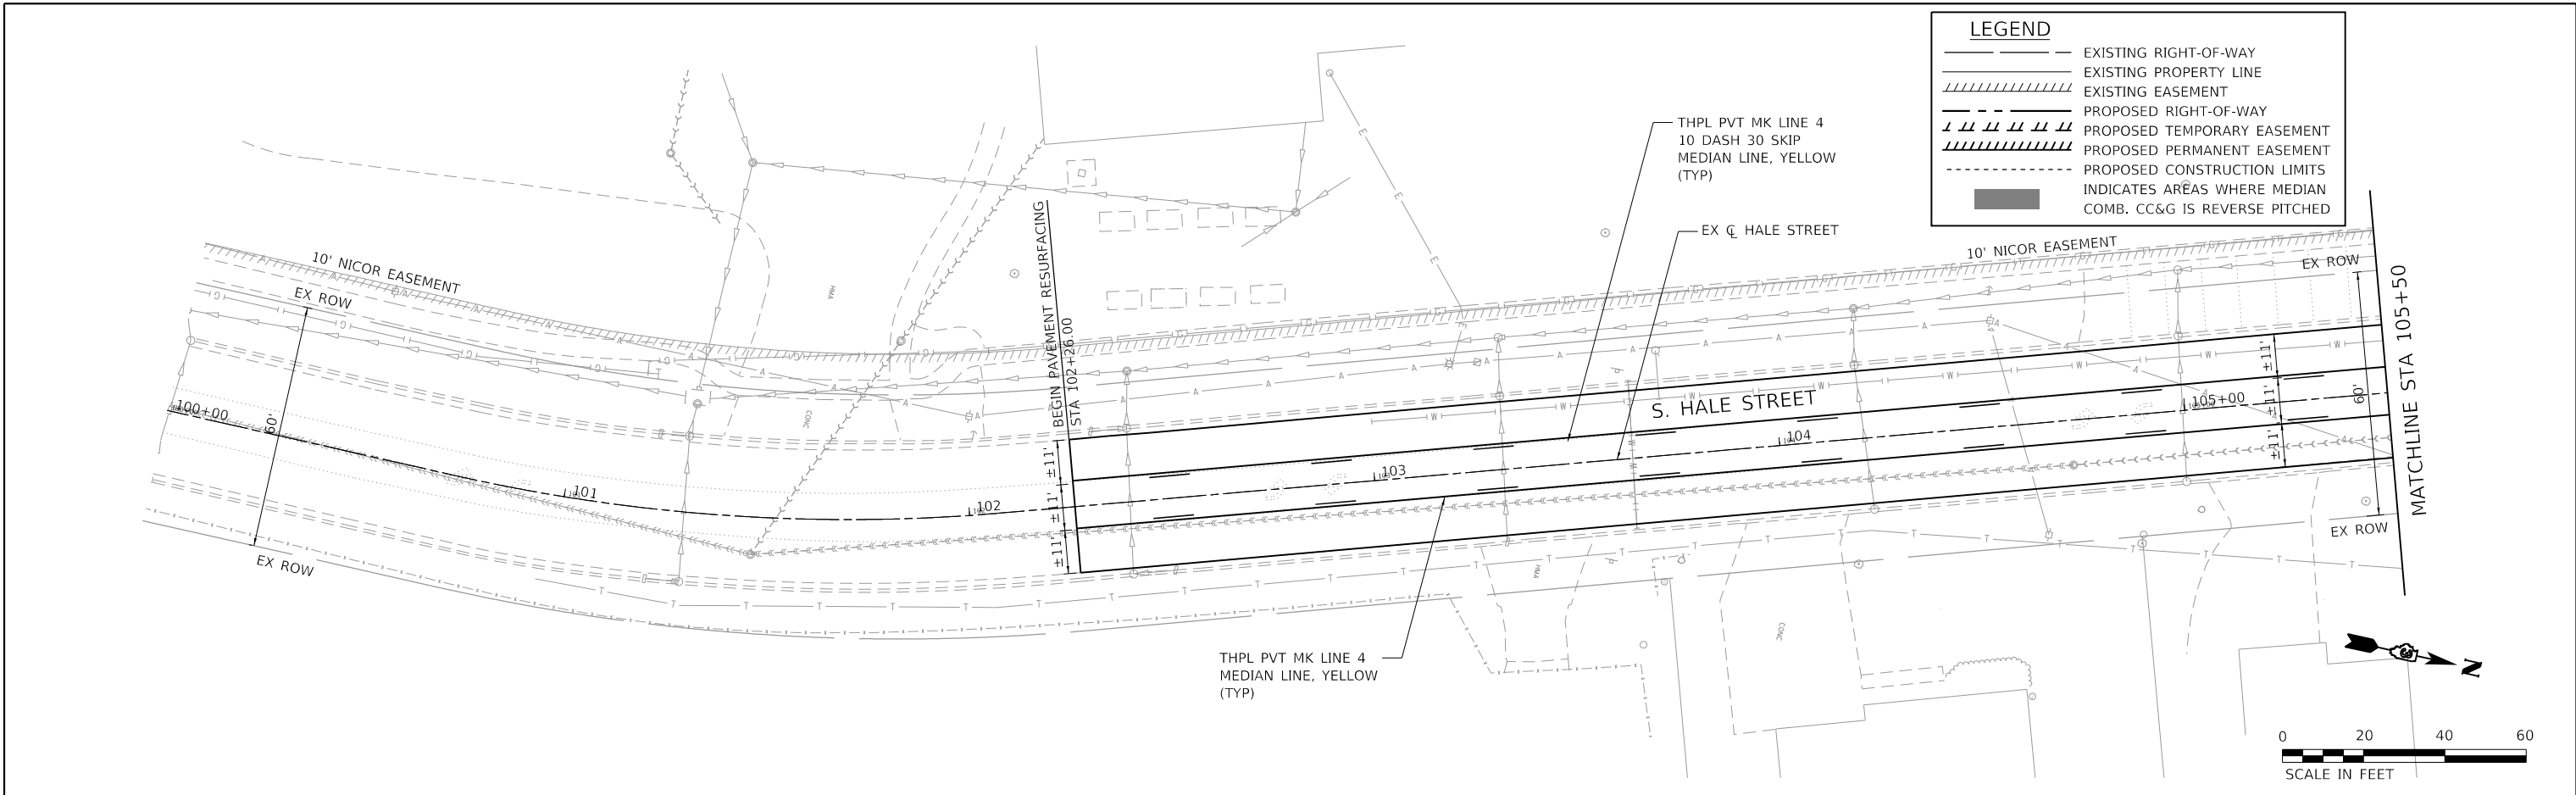 LEGEND
EXISTING RIGHT-OF-WAY
EXISTING PROPERTY LINE
EXISTING EASEMENT
PROPOSED RIGHT-OF-WAY
PROPOSED TEMPORARY EASEMENT
PROPOSED PERMANENT EASEMENT
PROPOSED CONSTRUCTION LIMITS
INDICATES AREAS WHERE MEDIAN
COMB. CC&G IS REVERSE PITCHED
THPL PVT MK LINE 4
10 DASH 30 SKIP
MEDIAN LINE, YELLOW
(TYP)
EX ℄ HALE STREET
10' NICOR EASEMENT
EX ROW
10' NICOR EASEMENT
EX ROW
HMA
BEGIN PAVEMENT RESURFACING
STA 102+26.00
MATCHLINE STA 105+50
S. HALE STREET
100+00
101
102
103
104
105+00
60'
60'
±11'
±11'
±11'
±11'
±11'
±11'
CONC
EX ROW
EX ROW
HMA
CONC
THPL PVT MK LINE 4
MEDIAN LINE, YELLOW
(TYP)
N
0 20 40 60
SCALE IN FEET